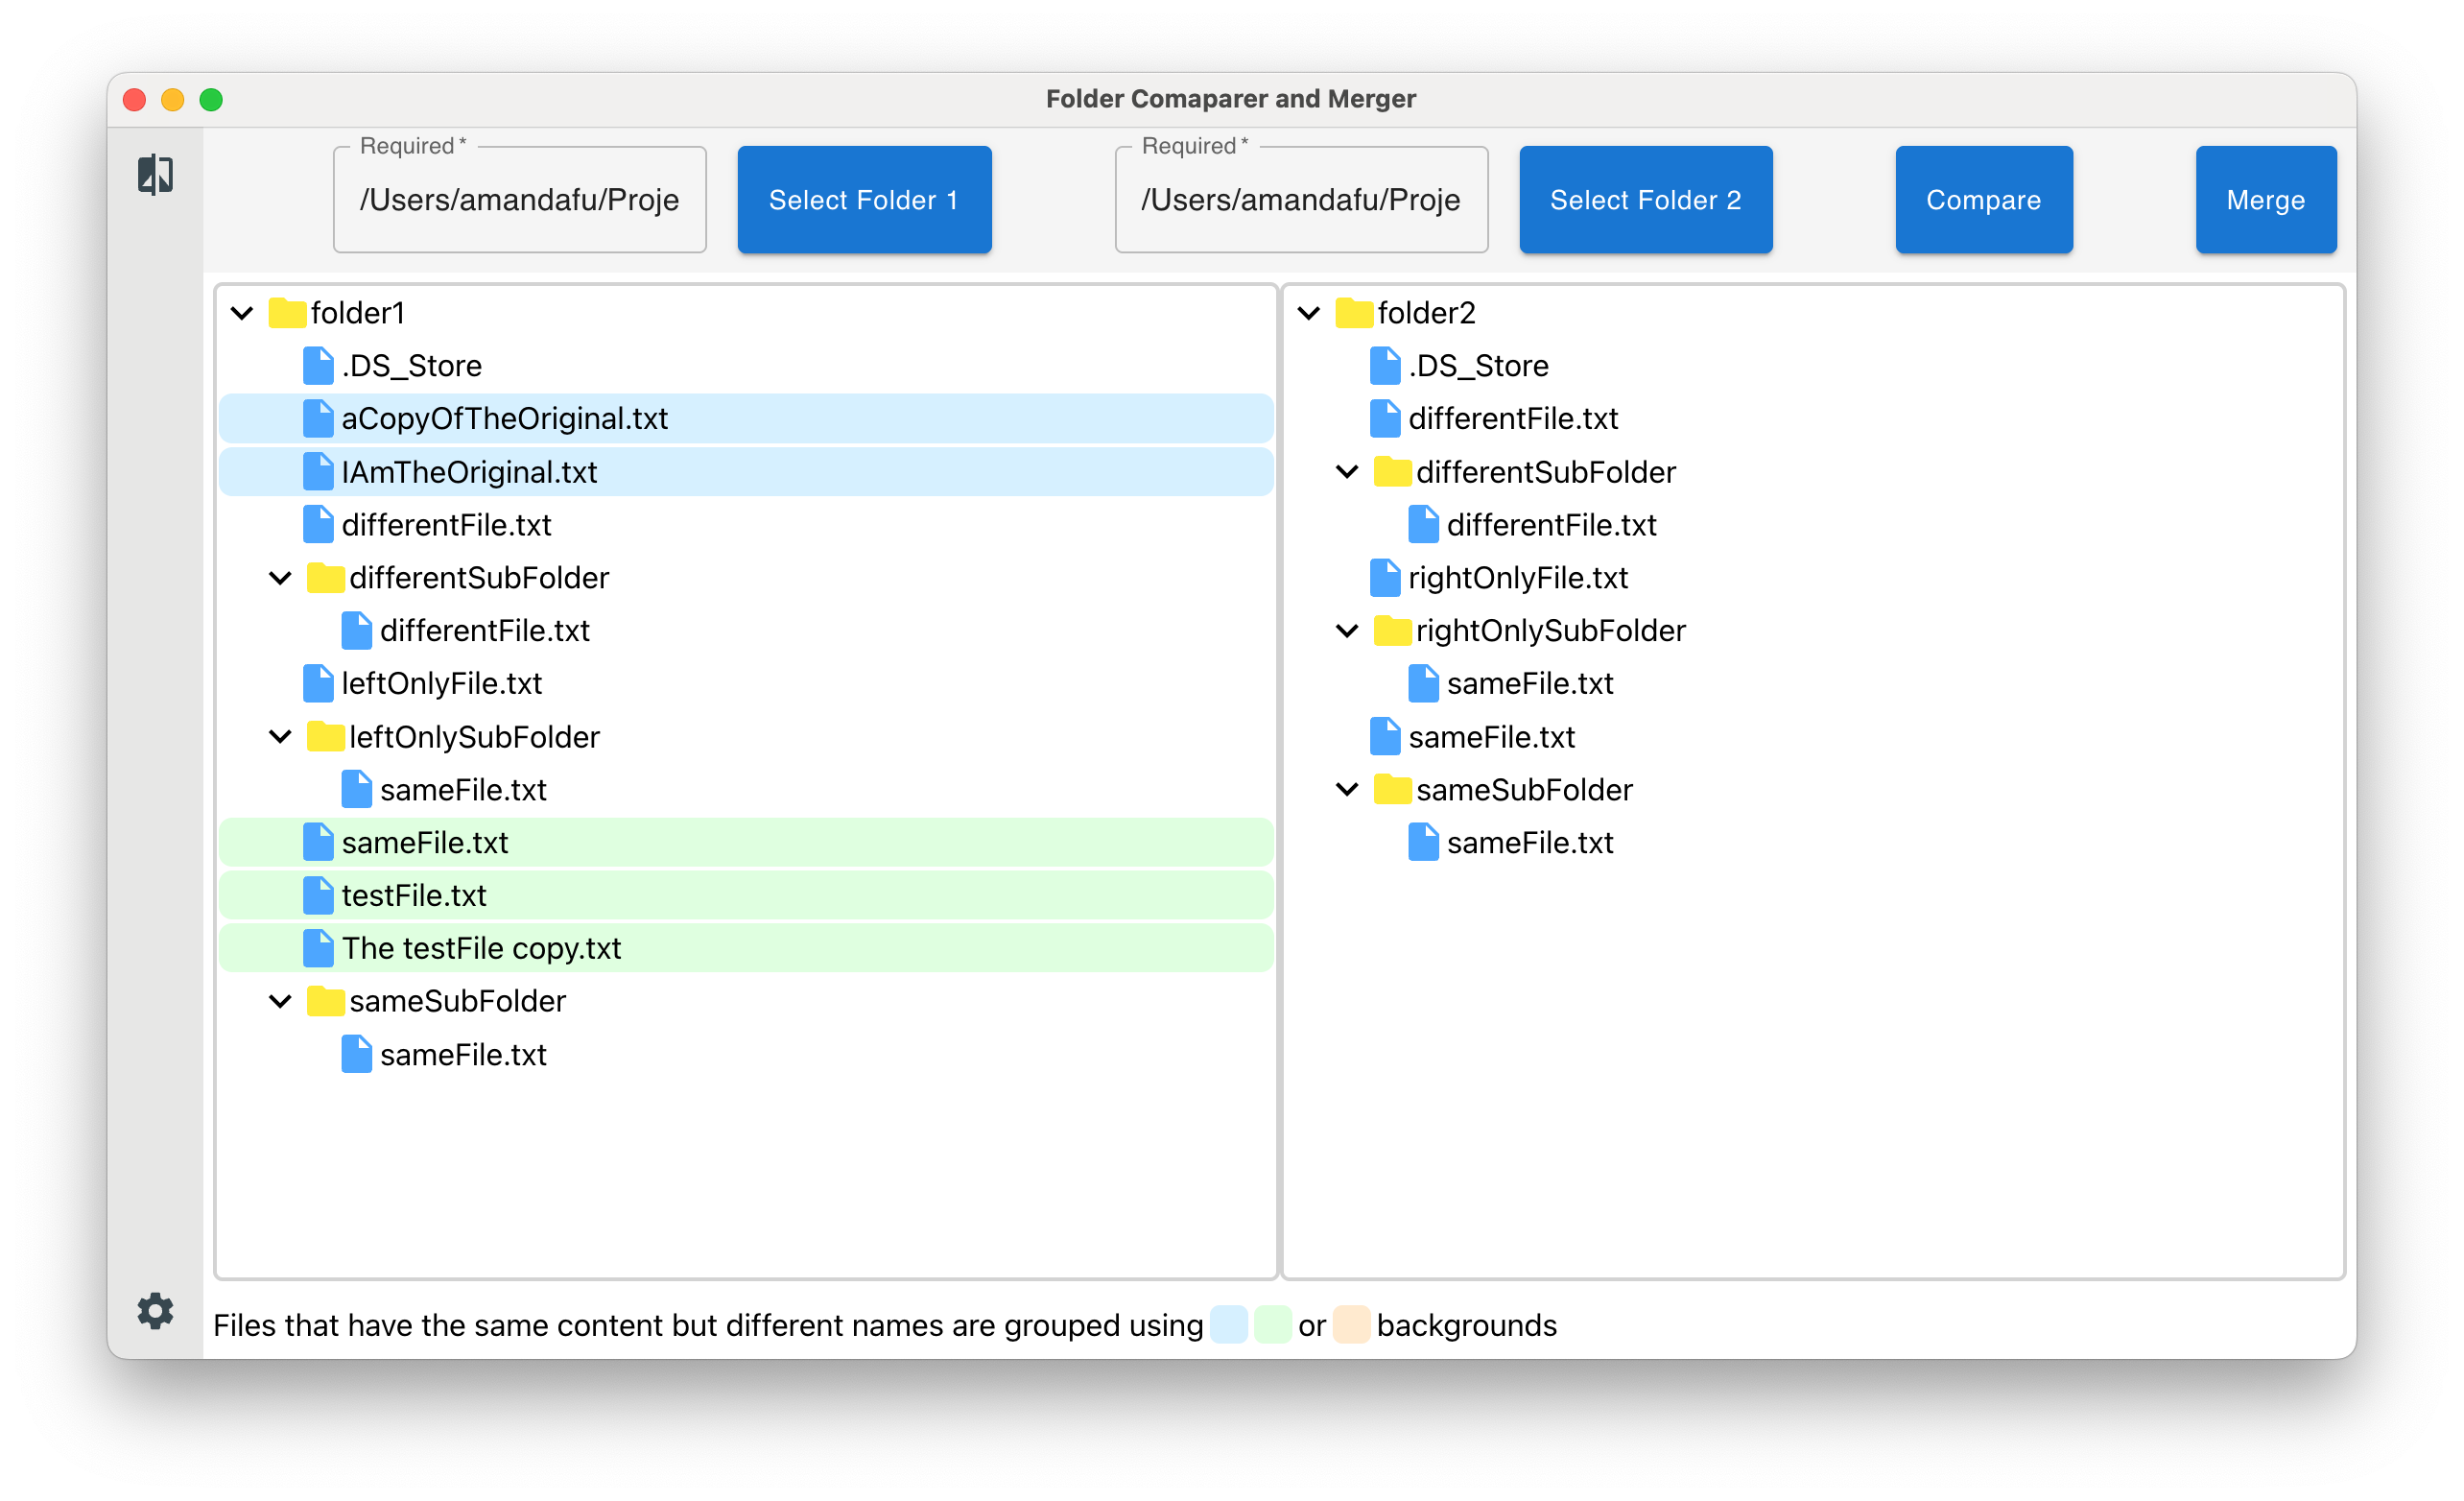 Folder Comaparer and Merger
Required *
/Users/amandafu/Proje
Select Folder 1
Required *
/Users/amandafu/Proje
Select Folder 2
Compare
Merge
folder1
.DS_Store
aCopyOfTheOriginal.txt
IAmTheOriginal.txt
differentFile.txt
differentSubFolder
differentFile.txt
leftOnlyFile.txt
leftOnlySubFolder
sameFile.txt
sameFile.txt
testFile.txt
The testFile copy.txt
sameSubFolder
sameFile.txt
folder2
.DS_Store
differentFile.txt
differentSubFolder
differentFile.txt
rightOnlyFile.txt
rightOnlySubFolder
sameFile.txt
sameFile.txt
sameSubFolder
sameFile.txt
Files that have the same content but different names are grouped using or backgrounds